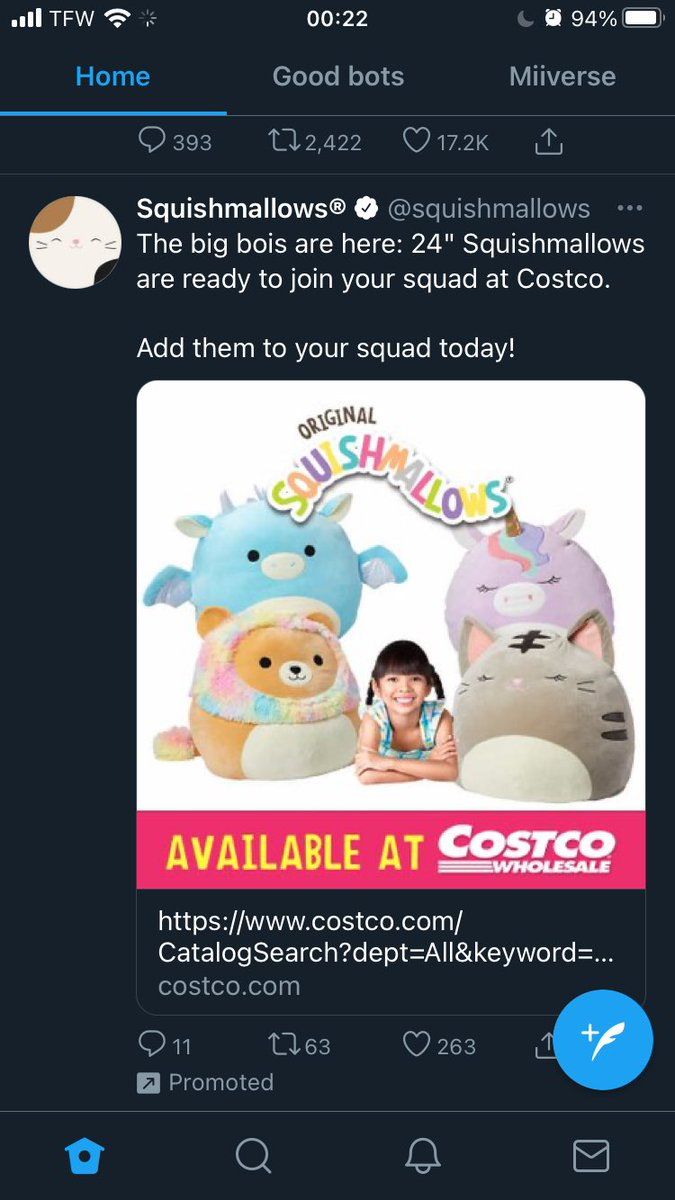 TFW 00:22 94%
Home Good bots Miiverse
393 2,422 17.2K
Squishmallows® @squishmallows ...
The big bois are here: 24" Squishmallows
are ready to join your squad at Costco.
Add them to your squad today!
ORIGINAL
SQUISHMALLOWS®
AVAILABLE AT COSTCO
WHOLESALE
https://www.costco.com/
CatalogSearch?dept=All&keyword=...
costco.com
11 63 263
Promoted